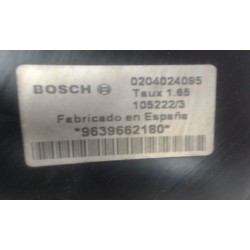 BOSCH 0204024095
Taux 1.65
105222/3
Fabricado en España
*9639662180*